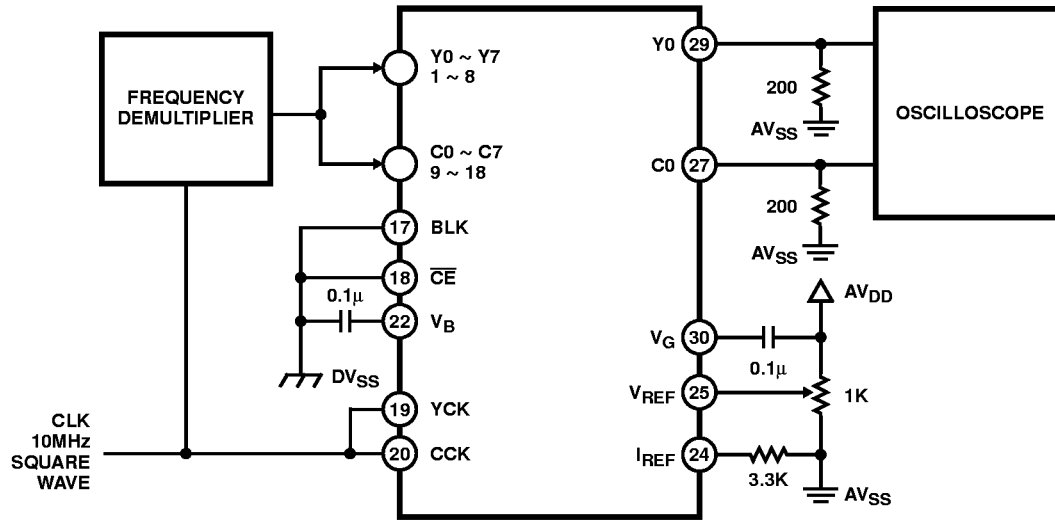 FREQUENCY
DEMULTIPLIER
Y0 ~ Y7
1 ~ 8
C0 ~ C7
9 ~ 18
17 BLK
18 C̅E̅
0.1μ
22 V_B
DV_SS
19 YCK
20 CCK
CLK
10MHz
SQUARE
WAVE
Y0 29
200
AV_SS
C0 27
200
AV_SS
OSCILLOSCOPE
AV_DD
V_G 30
0.1μ
V_REF 25
1K
I_REF 24
3.3K
AV_SS